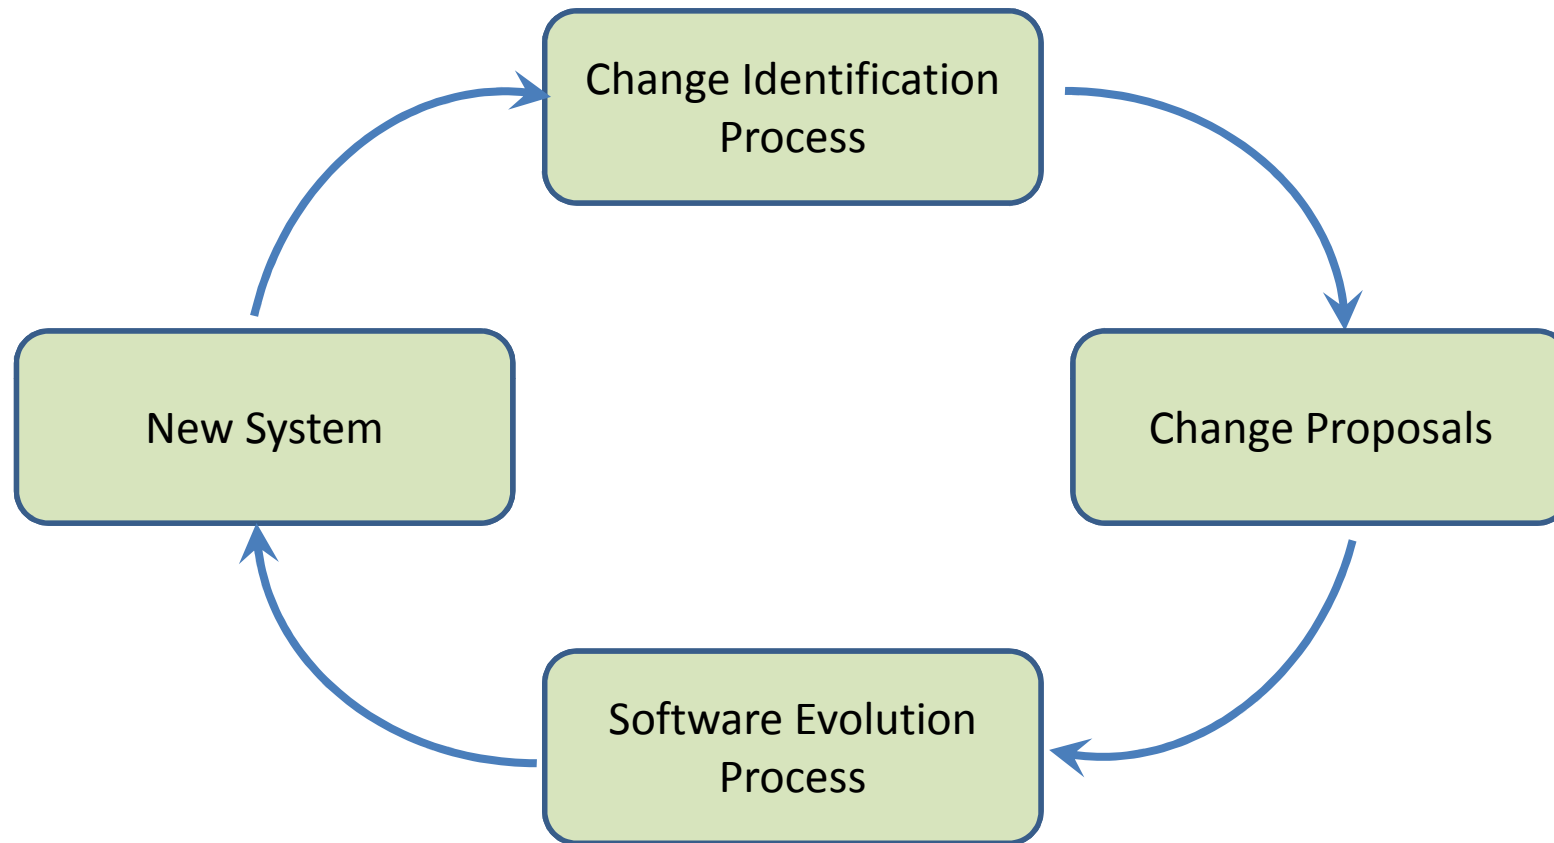 Change Identification
Process
New System
Change Proposals
Software Evolution
Process